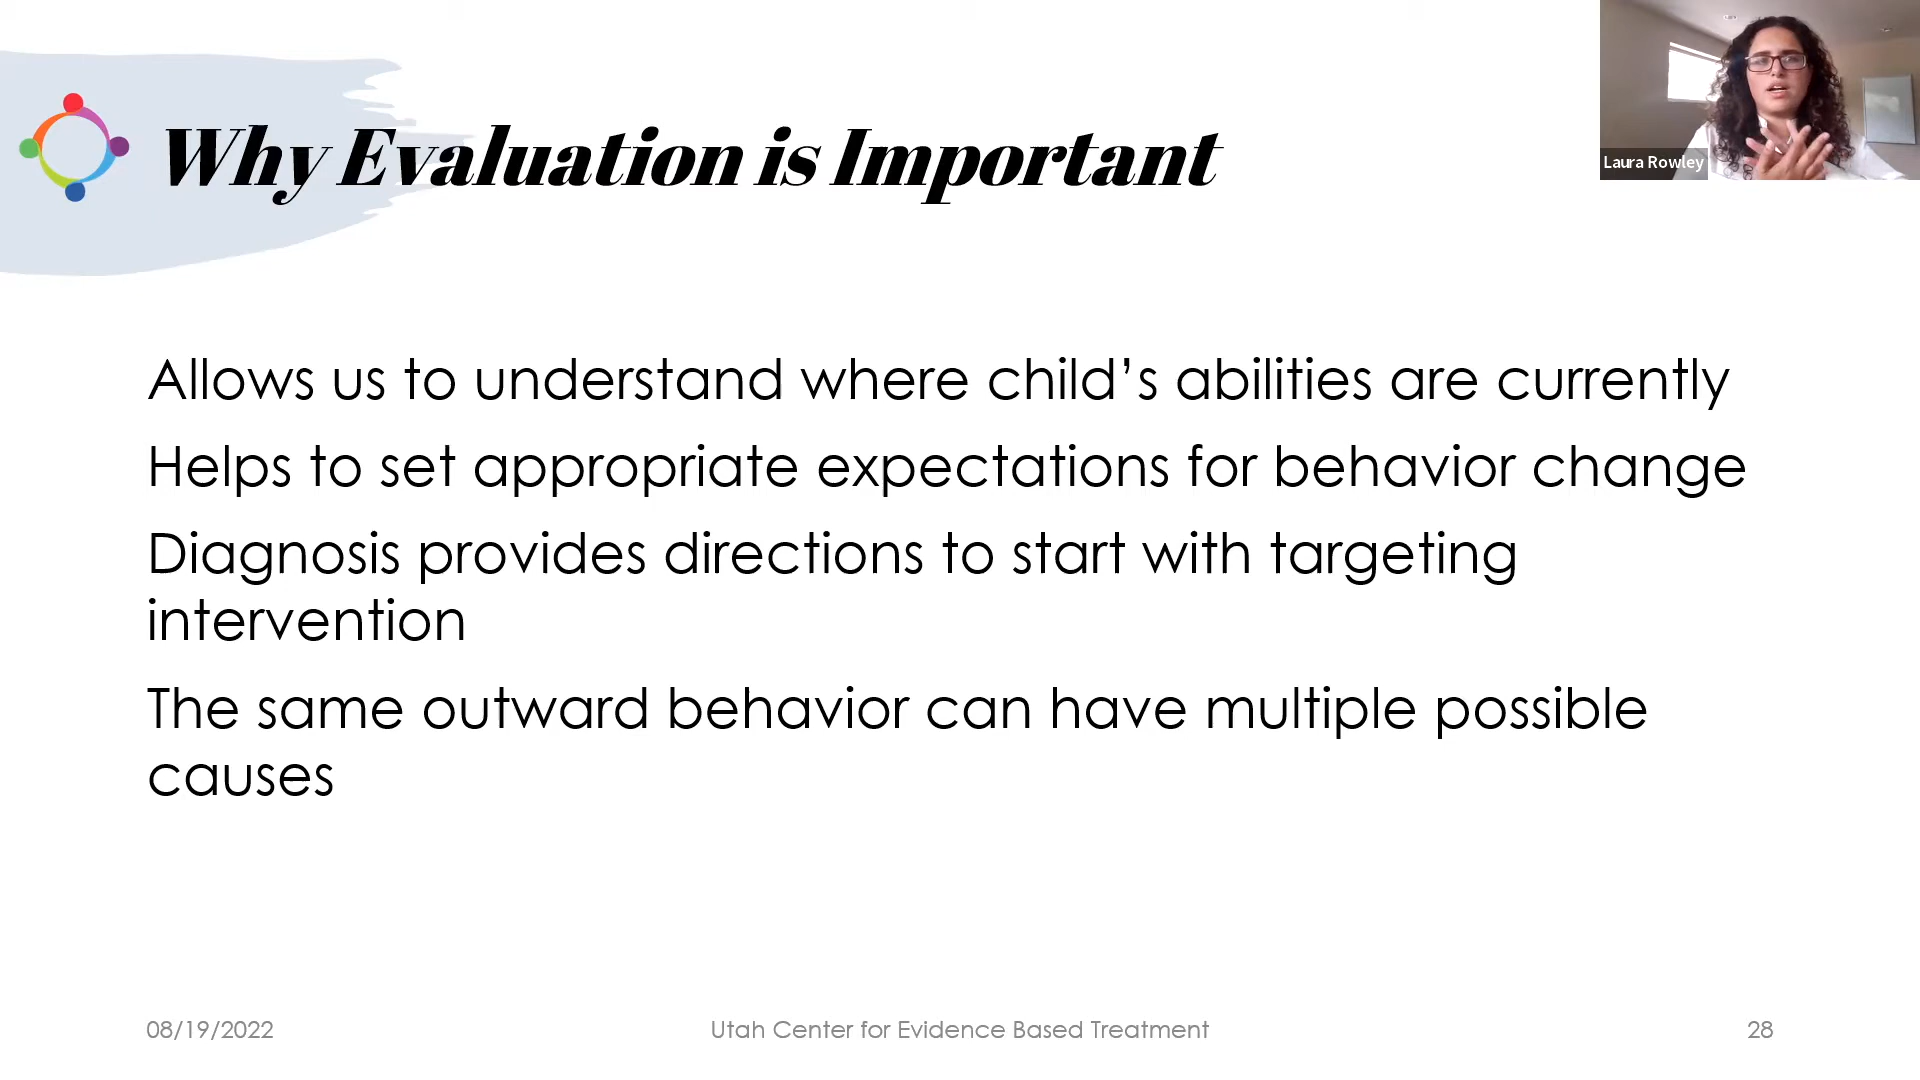 Why Evaluation is Important
Laura Rowley
Allows us to understand where child’s abilities are currently
Helps to set appropriate expectations for behavior change
Diagnosis provides directions to start with targeting
intervention
The same outward behavior can have multiple possible
causes
08/19/2022
Utah Center for Evidence Based Treatment
28